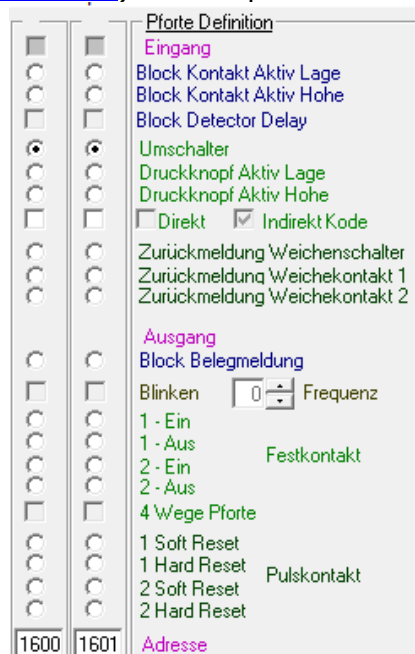 Pforte Definition
Eingang
Block Kontakt Aktiv Lage
Block Kontakt Aktiv Hohe
Block Detector Delay
Umschalter
Druckknopf Aktiv Lage
Druckknopf Aktiv Hohe
Direkt Indirekt Kode
Zurückmeldung Weichenschalter
Zurückmeldung Weichekontakt 1
Zurückmeldung Weichekontakt 2
Ausgang
Block Belegmeldung
Blinken 0 Frequenz
1 - Ein
1 - Aus
Festkontakt
2 - Ein
2 - Aus
4 Wege Pforte
1 Soft Reset
1 Hard Reset
Pulskontakt
2 Soft Reset
2 Hard Reset
1600 1601 Adresse